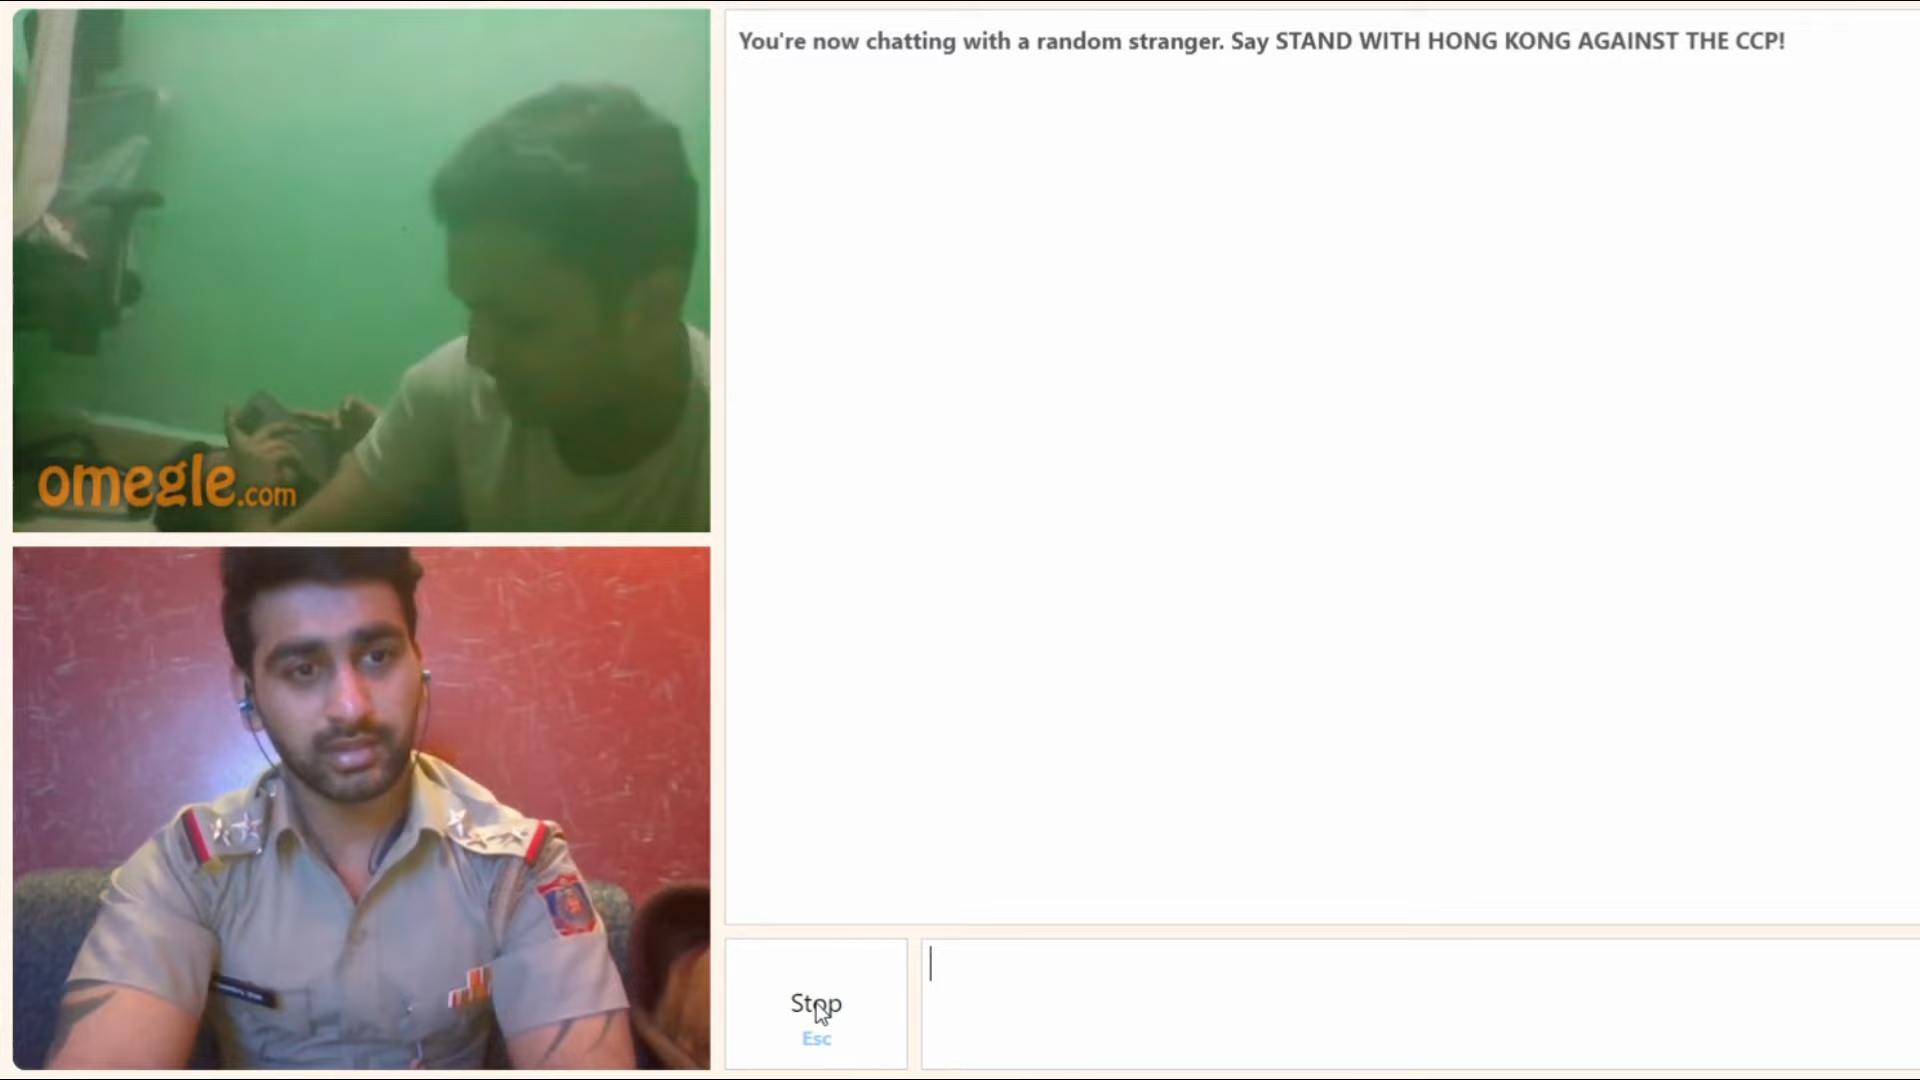 You're now chatting with a random stranger. Say STAND WITH HONG KONG AGAINST THE CCP!
omegle.com
Stop
Esc